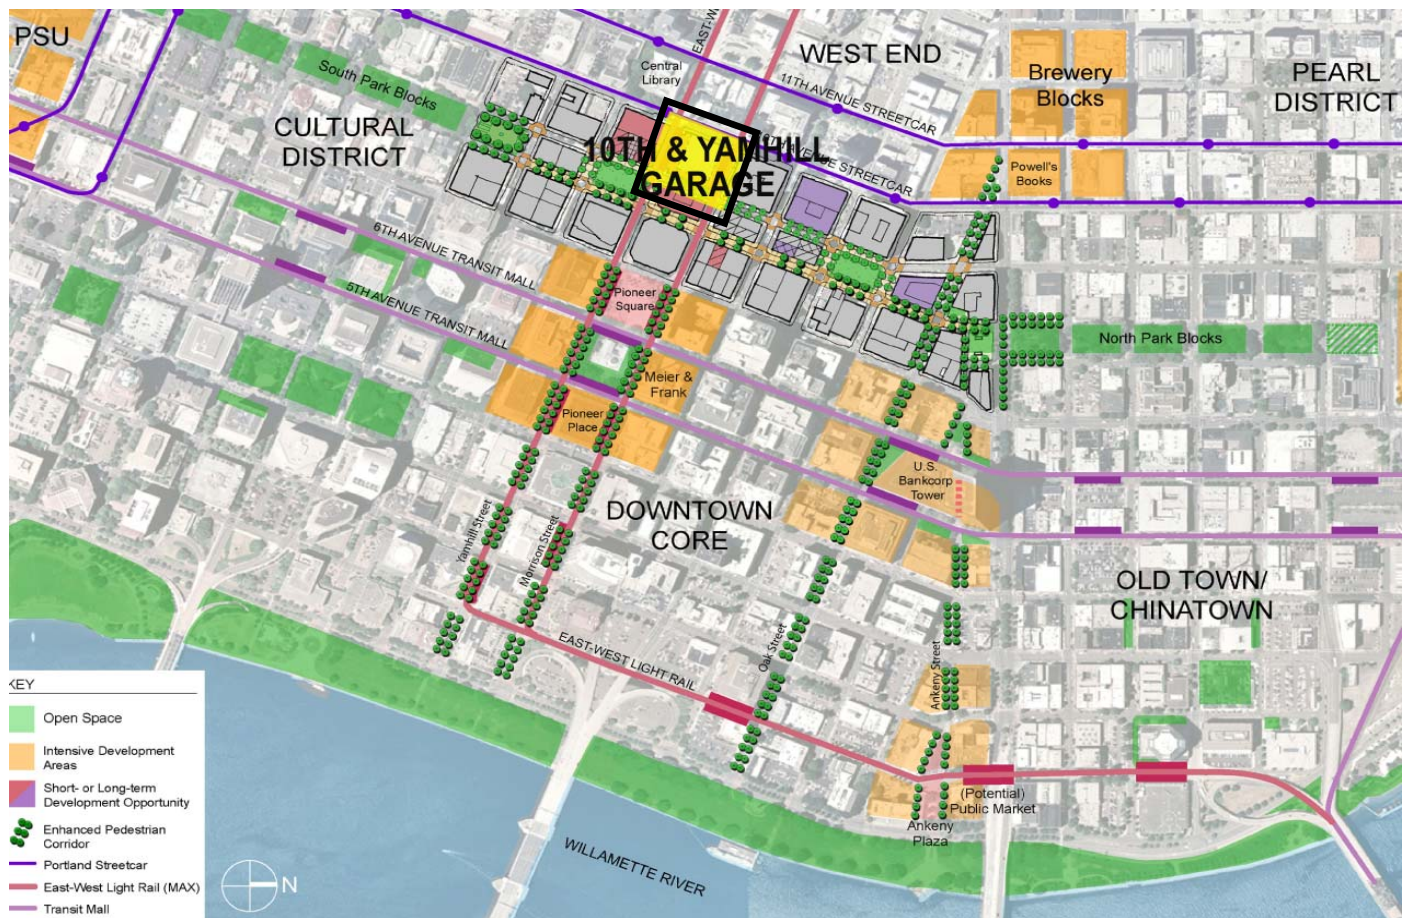 PSU
EAST-W
WEST END
Central
Library
11TH AVENUE STREETCAR
Brewery
Blocks
PEARL
DISTRICT
South Park Blocks
CULTURAL
DISTRICT
10TH & YAMHILL
GARAGE
AVENUE STREETCAR
Powell's
Books
6TH AVENUE TRANSIT MALL
5TH AVENUE TRANSIT MALL
Pioneer
Square
North Park Blocks
Meier &
Frank
Pioneer
Place
U.S.
Bankcorp
Tower
DOWNTOWN
CORE
Yamhill Street
Morrison Street
Oak Street
Ankeny Street
OLD TOWN/
CHINATOWN
EAST-WEST LIGHT RAIL
(Potential)
Public Market
Ankeny
Plaza
WILLAMETTE RIVER
KEY
Open Space
Intensive Development
Areas
Short- or Long-term
Development Opportunity
Enhanced Pedestrian
Corridor
Portland Streetcar
East-West Light Rail (MAX)
Transit Mall
N